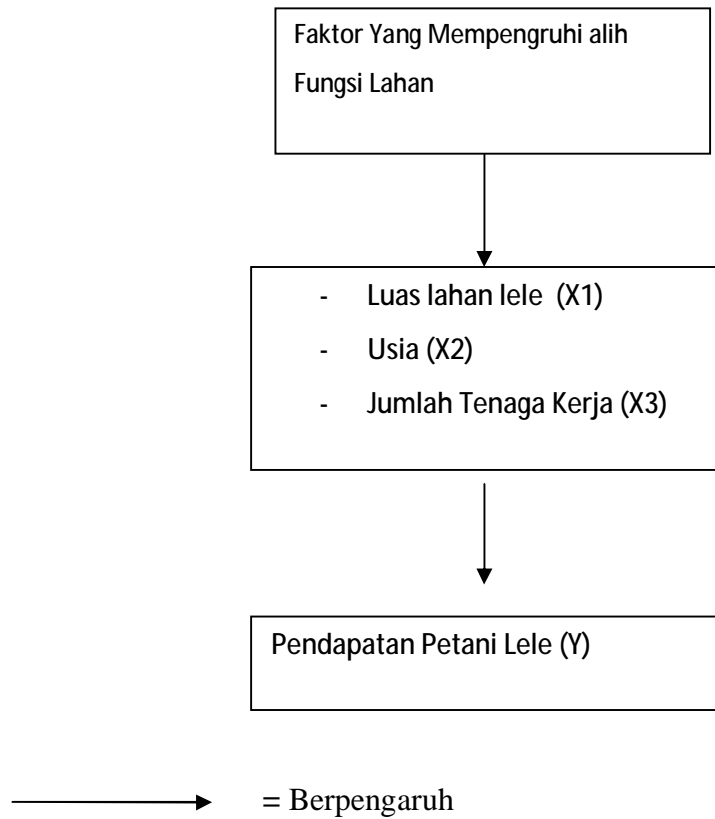 Faktor Yang Mempengruhi alih
Fungsi Lahan
- Luas lahan lele (X1)
- Usia (X2)
- Jumlah Tenaga Kerja (X3)
Pendapatan Petani Lele (Y)
= Berpengaruh